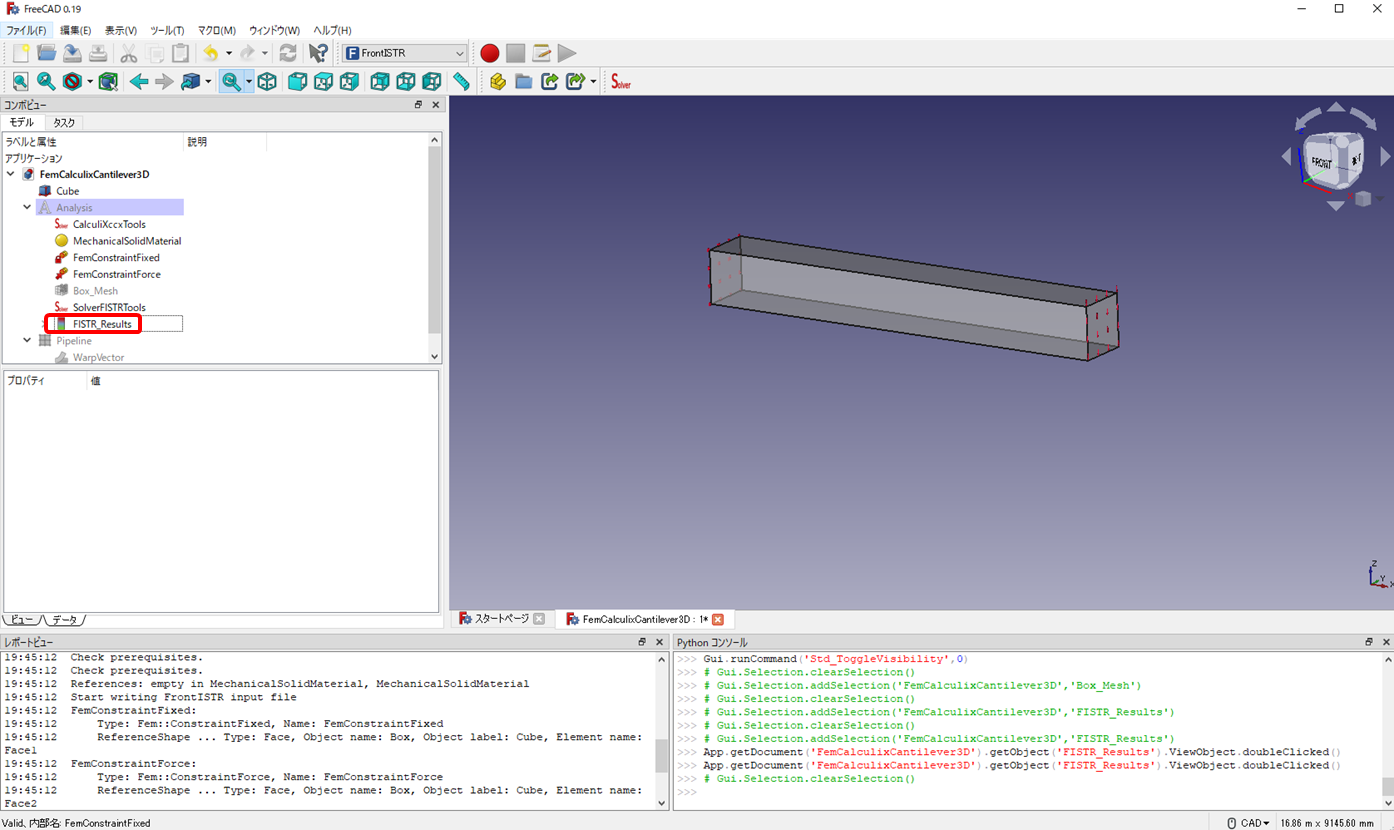 FreeCAD 0.19
ファイル(F) 編集(E) 表示(V) ツール(T) マクロ(M) ウィンドウ(W) ヘルプ(H)
FrontISTR
Solver
コンボビュー
モデル タスク
ラベルと属性 説明
アプリケーション
FemCalculixCantilever3D
Cube
Analysis
CalculiXccxTools
MechanicalSolidMaterial
FemConstraintFixed
FemConstraintForce
Box_Mesh
SolverFISTRTools
FISTR_Results
Pipeline
WarpVector
プロパティ 値
ビュー データ
FRONT
Z
Y
X
スタートページ
FemCalculixCantilever3D : 1*
レポートビュー
19:45:12 Check prerequisites.
19:45:12 Check prerequisites.
19:45:12 References: empty in MechanicalSolidMaterial, MechanicalSolidMaterial
19:45:12 Start writing FrontISTR input file
19:45:12 FemConstraintFixed:
19:45:12 Type: Fem::ConstraintFixed, Name: FemConstraintFixed
19:45:12 ReferenceShape ... Type: Face, Object name: Box, Object label: Cube, Element name:
Face1
19:45:12 FemConstraintForce:
19:45:12 Type: Fem::ConstraintForce, Name: FemConstraintForce
19:45:12 ReferenceShape ... Type: Face, Object name: Box, Object label: Cube, Element name:
Face2
Python コンソール
>>> Gui.runCommand('Std_ToggleVisibility',0)
>>> # Gui.Selection.clearSelection()
>>> # Gui.Selection.addSelection('FemCalculixCantilever3D','Box_Mesh')
>>> # Gui.Selection.clearSelection()
>>> # Gui.Selection.addSelection('FemCalculixCantilever3D','FISTR_Results')
>>> # Gui.Selection.clearSelection()
>>> # Gui.Selection.addSelection('FemCalculixCantilever3D','FISTR_Results')
>>> App.getDocument('FemCalculixCantilever3D').getObject('FISTR_Results').ViewObject.doubleClicked()
>>> App.getDocument('FemCalculixCantilever3D').getObject('FISTR_Results').ViewObject.doubleClicked()
>>> # Gui.Selection.clearSelection()
>>>
Valid、内部名: FemConstraintFixed
CAD 16.86 m x 9145.60 mm